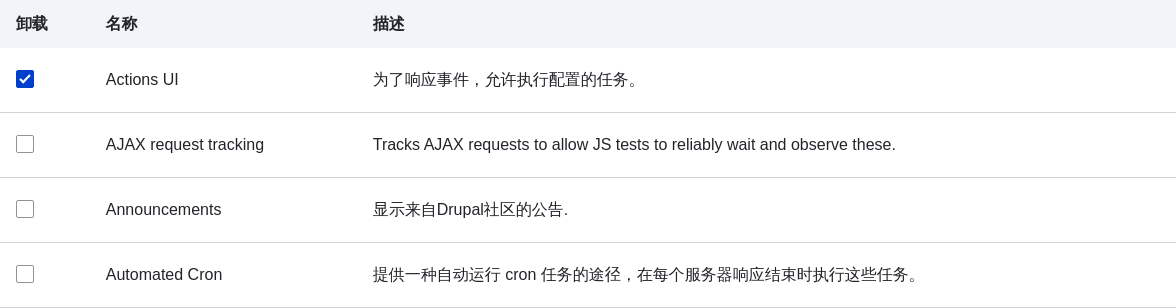 卸载 名称 描述
Actions UI 为了响应事件，允许执行配置的任务。
AJAX request tracking Tracks AJAX requests to allow JS tests to reliably wait and observe these.
Announcements 显示来自Drupal社区的公告.
Automated Cron 提供一种自动运行 cron 任务的途径，在每个服务器响应结束时执行这些任务。